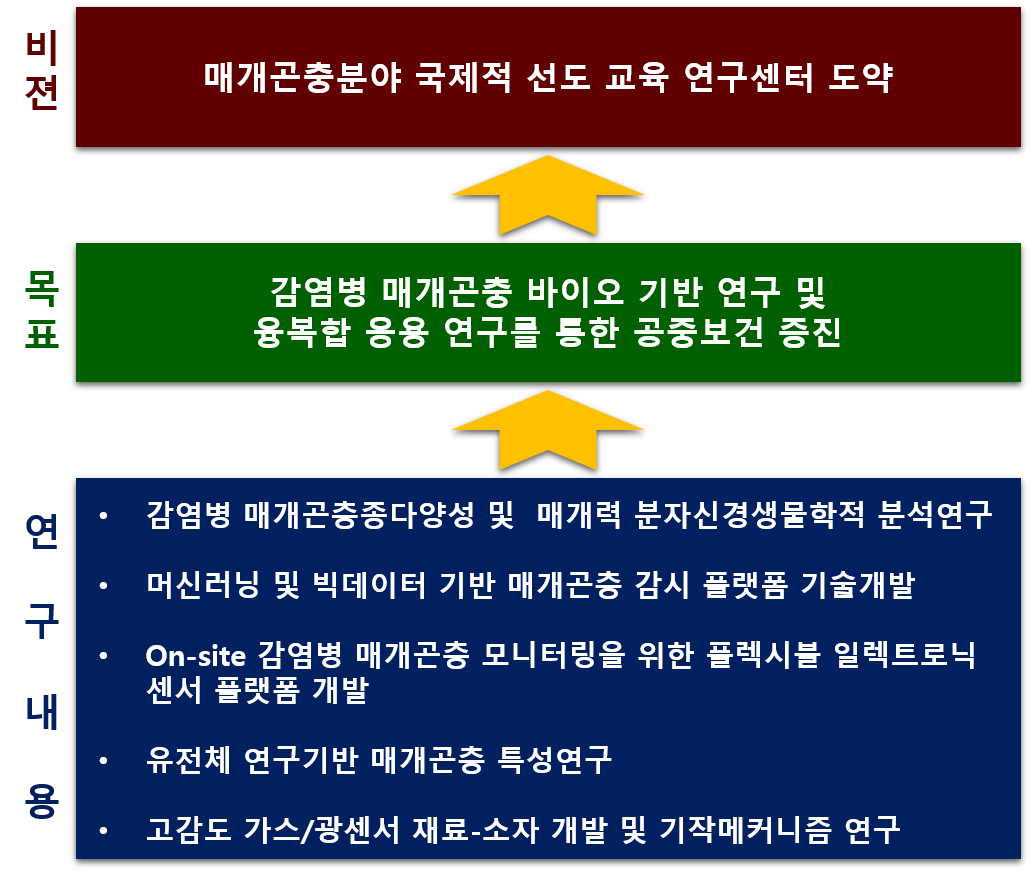 비
전
매개곤충분야 국제적 선도 교육 연구센터 도약
목
표
감염병 매개곤충 바이오 기반 연구 및
융복합 응용 연구를 통한 공중보건 증진
연
구
내
용
• 감염병 매개곤충종다양성 및 매개력 분자신경생물학적 분석연구
• 머신러닝 및 빅데이터 기반 매개곤충 감시 플랫폼 기술개발
• On-site 감염병 매개곤충 모니터링을 위한 플렉시블 일렉트로닉
센서 플랫폼 개발
• 유전체 연구기반 매개곤충 특성연구
• 고감도 가스/광센서 재료-소자 개발 및 기작메커니즘 연구